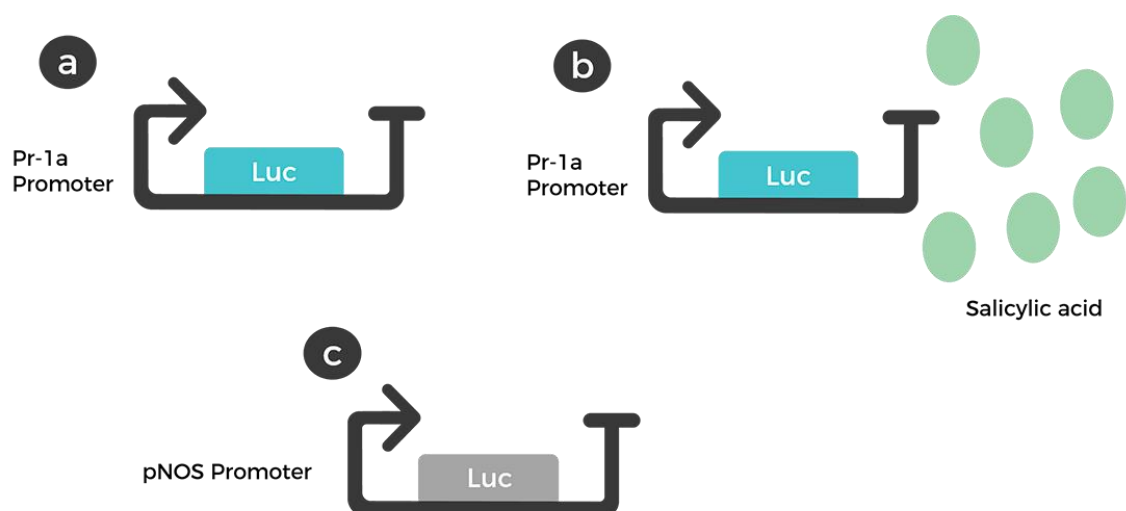 a
Pr-1a
Promoter
Luc
b
Pr-1a
Promoter
Luc
Salicylic acid
c
pNOS Promoter
Luc